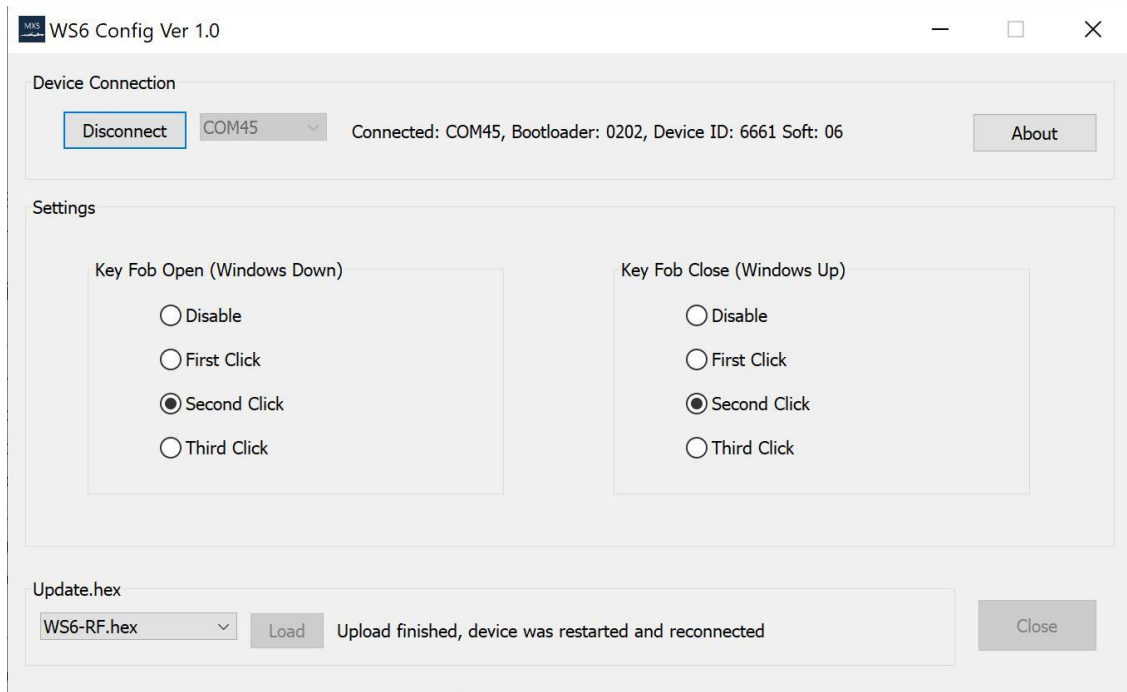 MX5
WS6 Config Ver 1.0
Device Connection
Disconnect
COM45
Connected: COM45, Bootloader: 0202, Device ID: 6661 Soft: 06
About
Settings
Key Fob Open (Windows Down)
Disable
First Click
Second Click
Third Click
Key Fob Close (Windows Up)
Disable
First Click
Second Click
Third Click
Update.hex
WS6-RF.hex
Load
Upload finished, device was restarted and reconnected
Close